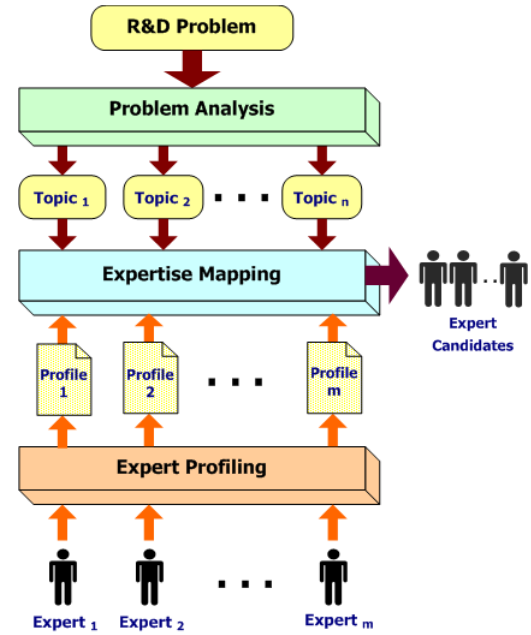 R&D Problem
Problem Analysis
Topic 1 Topic 2 . . . Topic n
Expertise Mapping
Expert
Candidates
Profile 1 Profile 2 . . . Profile m
Expert Profiling
Expert 1 Expert 2 . . . Expert m